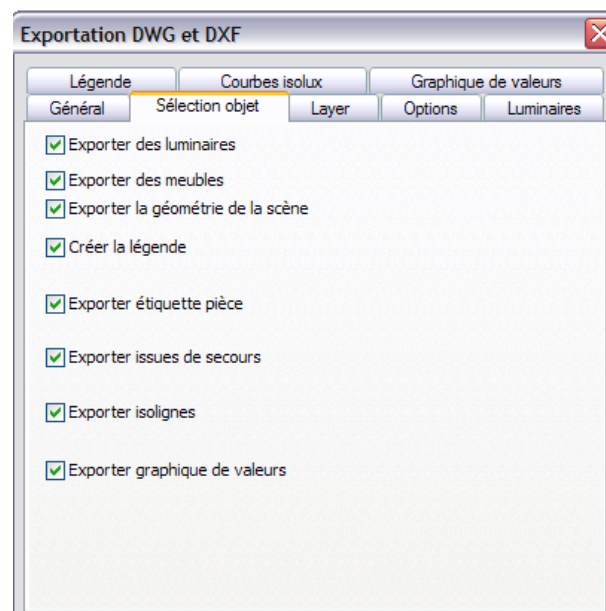 Exportation DWG et DXF
Légende Courbes isolux Graphique de valeurs
Général Sélection objet Layer Options Luminaires
Exporter des luminaires
Exporter des meubles
Exporter la géométrie de la scène
Créer la légende
Exporter étiquette pièce
Exporter issues de secours
Exporter isolignes
Exporter graphique de valeurs